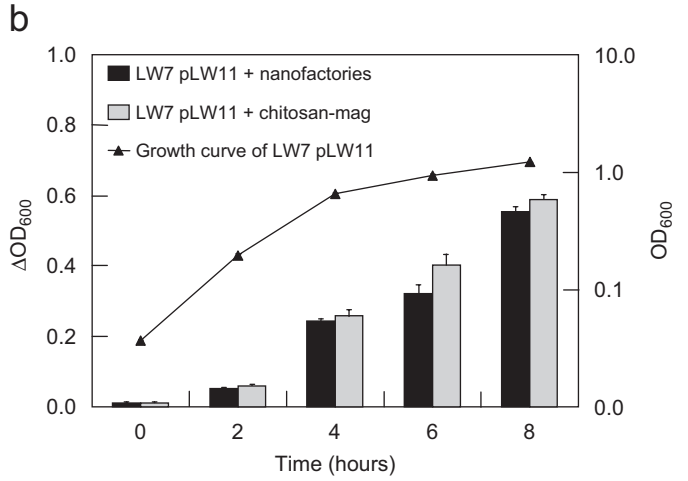 b
1.0
0.8
0.6
0.4
0.2
0.0
ΔOD600
LW7 pLW11 + nanofactories
LW7 pLW11 + chitosan-mag
Growth curve of LW7 pLW11
10.0
1.0
0.1
0.0
OD600
0 2 4 6 8
Time (hours)